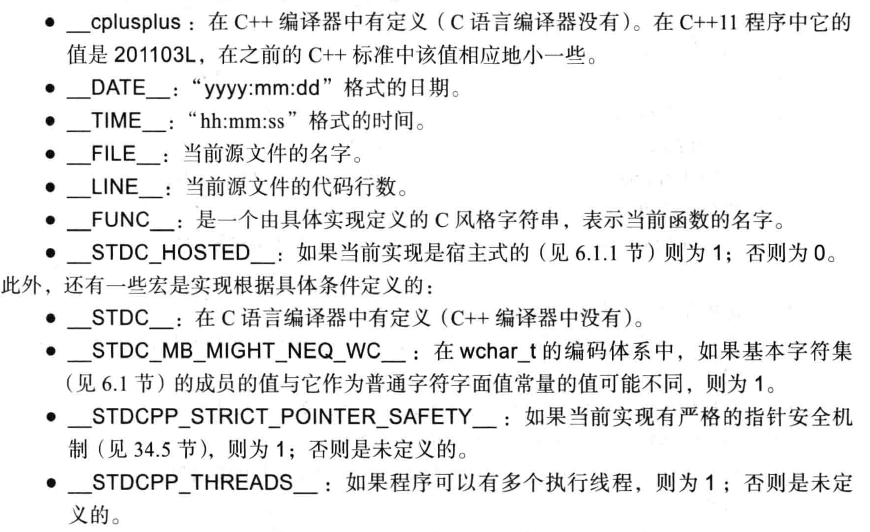 ● __cplusplus：在 C++ 编译器中有定义（C 语言编译器没有）。在 C++11 程序中它的
值是 201103L，在之前的 C++ 标准中该值相应地小一些。
● __DATE__：“yyyy:mm:dd”格式的日期。
● __TIME__：“hh:mm:ss”格式的时间。
● __FILE__：当前源文件的名字。
● __LINE__：当前源文件的代码行数。
● __FUNC__：是一个由具体实现定义的 C 风格字符串，表示当前函数的名字。
● __STDC_HOSTED__：如果当前实现是宿主式的（见 6.1.1 节）则为 1；否则为 0。
此外，还有一些宏是实现根据具体条件定义的：
● __STDC__：在 C 语言编译器中有定义（C++ 编译器中没有）。
● __STDC_MB_MIGHT_NEQ_WC__：在 wchar_t 的编码体系中，如果基本字符集
（见 6.1 节）的成员的值与它作为普通字符字面值常量的值可能不同，则为 1。
● __STDCPP_STRICT_POINTER_SAFETY__：如果当前实现有严格的指针安全机
制（见 34.5 节），则为 1；否则是未定义的。
● __STDCPP_THREADS__：如果程序可以有多个执行线程，则为 1；否则是未定
义的。